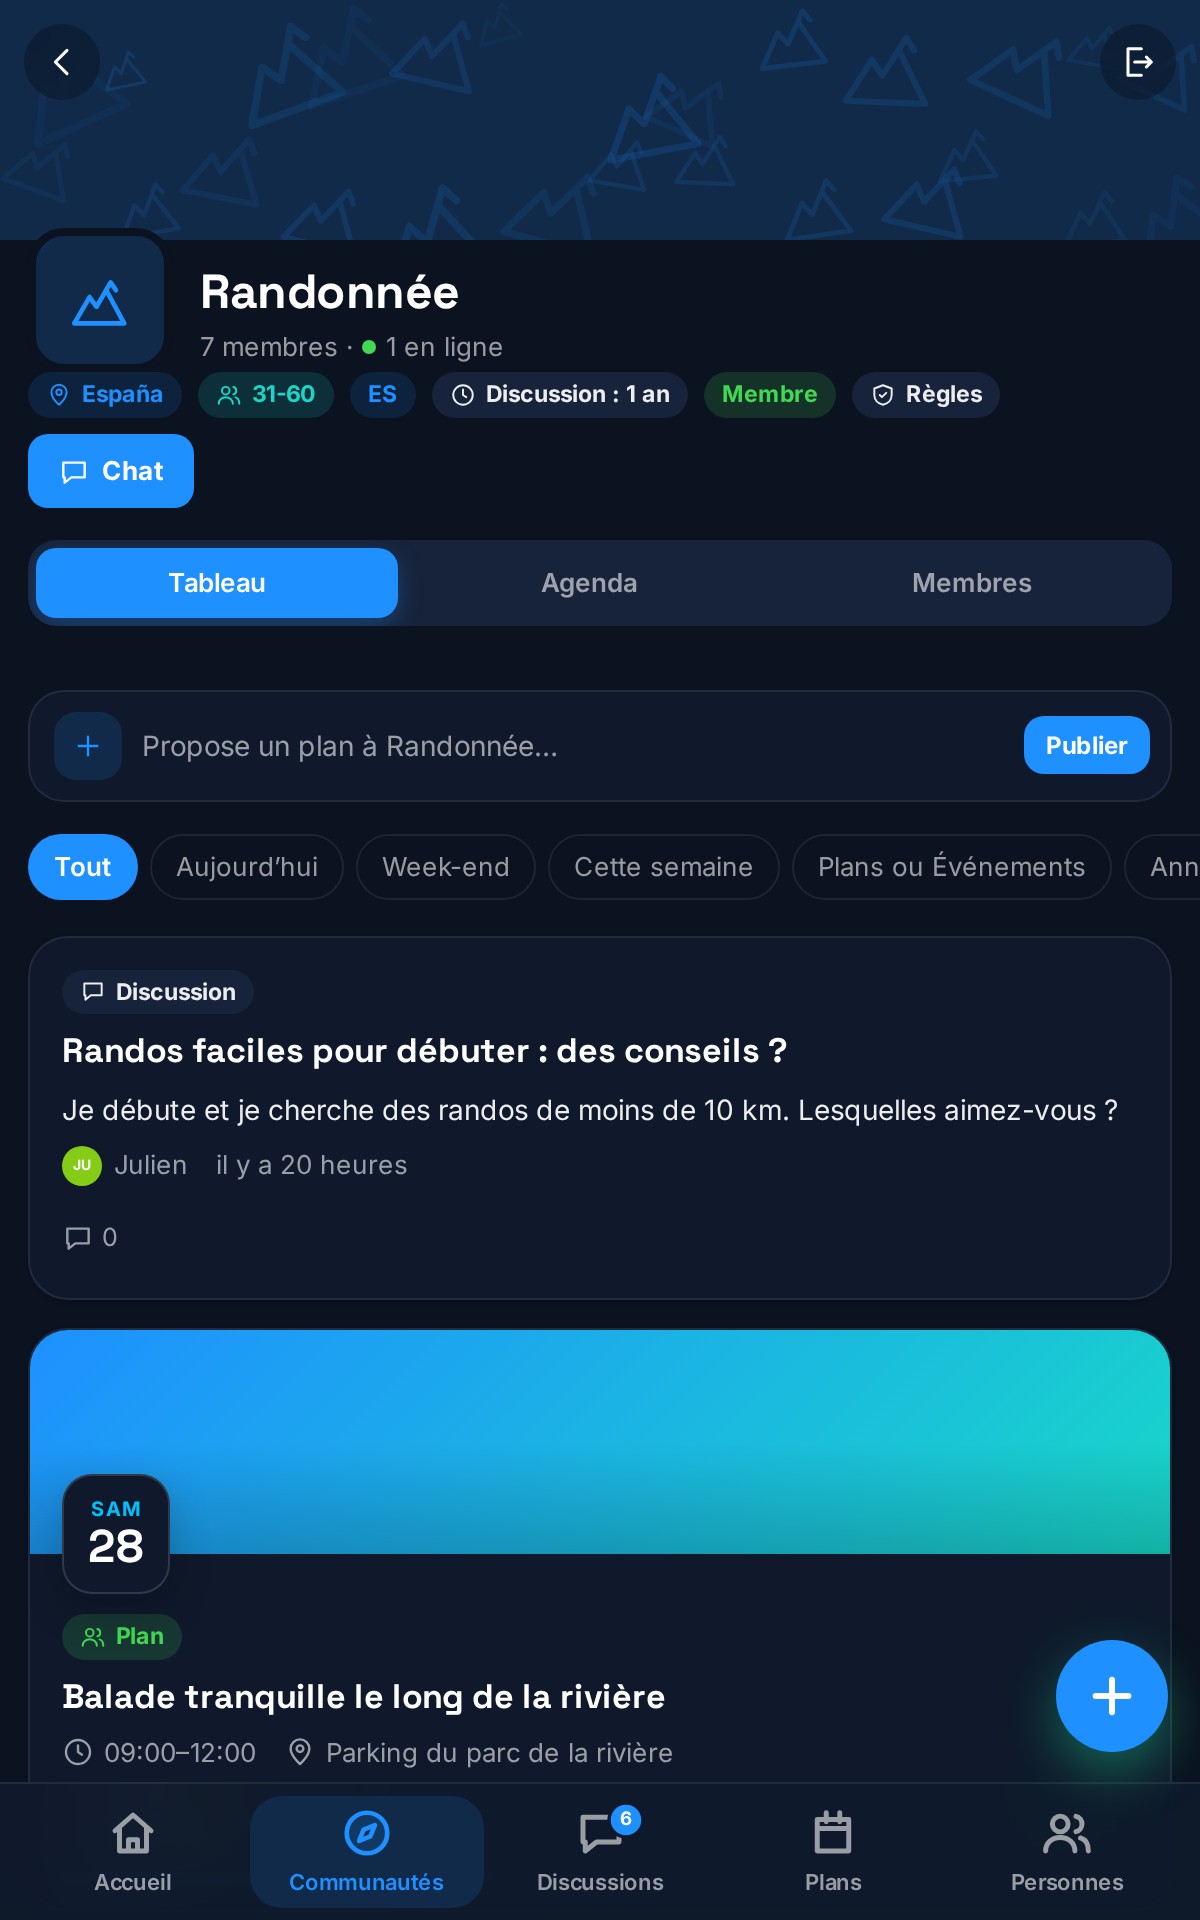 Randonnée
7 membres · 1 en ligne
España
31-60
ES
Discussion : 1 an
Membre
Règles
Chat
Tableau
Agenda
Membres
Propose un plan à Randonnée...
Publier
Tout
Aujourd’hui
Week-end
Cette semaine
Plans ou Événements
Ann
Discussion
Randos faciles pour débuter : des conseils ?
Je débute et je cherche des randos de moins de 10 km. Lesquelles aimez-vous ?
JU
Julien
il y a 20 heures
0
SAM
28
Plan
Balade tranquille le long de la rivière
09:00–12:00
Parking du parc de la rivière
Accueil
Communautés
6
Discussions
Plans
Personnes